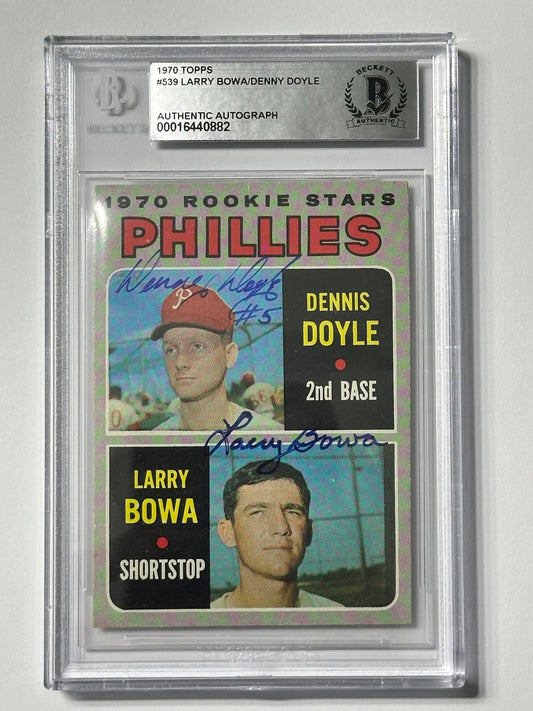 1970 TOPPS
#539 LARRY BOWA/DENNY DOYLE
AUTHENTIC AUTOGRAPH
00016440882
BECKETT
B
AUTHENTIC
B
BECKETT
1970 ROOKIE STARS
PHILLIES
Denny Doyle
#5
P
DENNIS
DOYLE
2nd BASE
0
Larry Bowa
LARRY
BOWA
SHORTSTOP